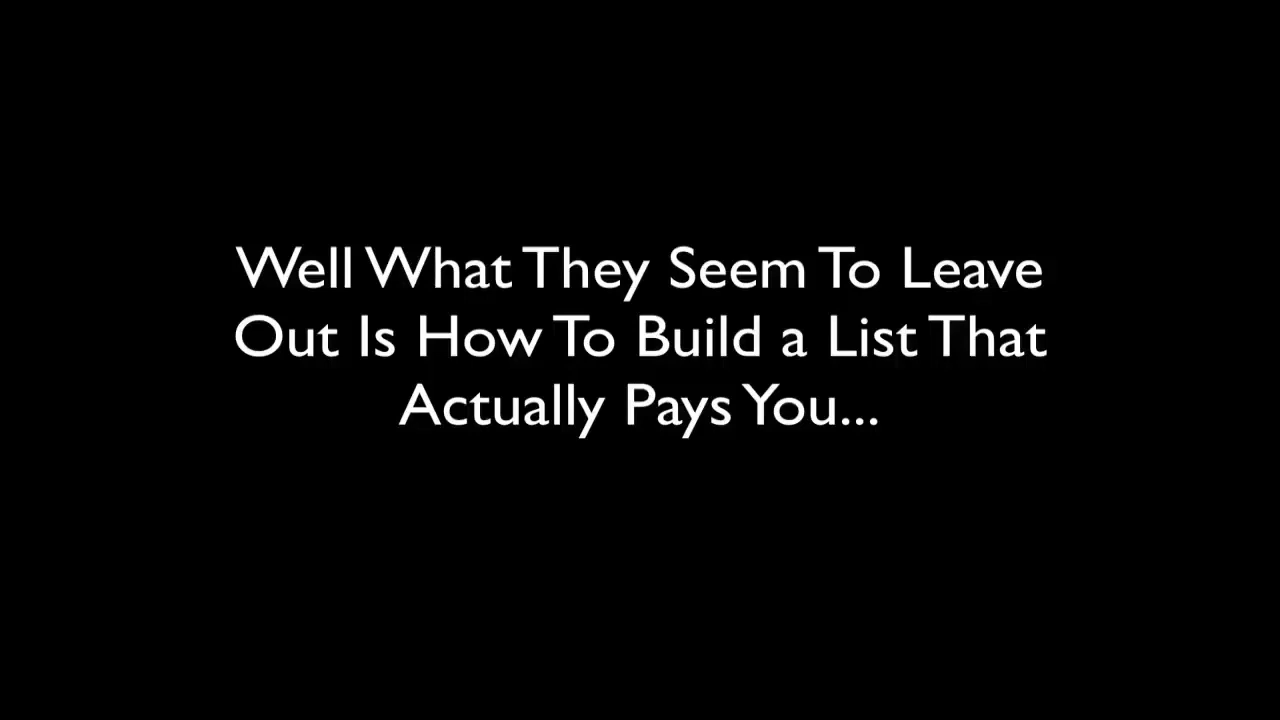 Well What They Seem To Leave
Out Is How To Build a List That
Actually Pays You...